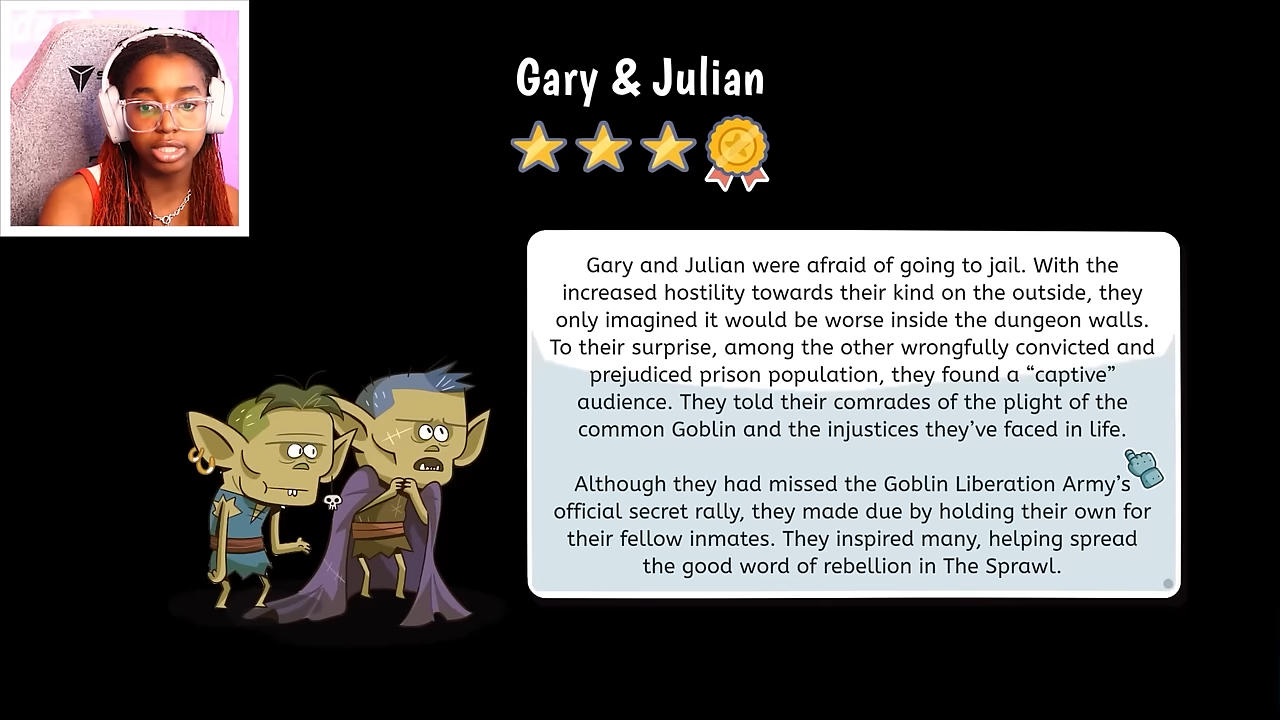 Gary & Julian
Gary and Julian were afraid of going to jail. With the
increased hostility towards their kind on the outside, they
only imagined it would be worse inside the dungeon walls.
To their surprise, among the other wrongfully convicted and
prejudiced prison population, they found a “captive”
audience. They told their comrades of the plight of the
common Goblin and the injustices they’ve faced in life.
Although they had missed the Goblin Liberation Army’s
official secret rally, they made due by holding their own for
their fellow inmates. They inspired many, helping spread
the good word of rebellion in The Sprawl.